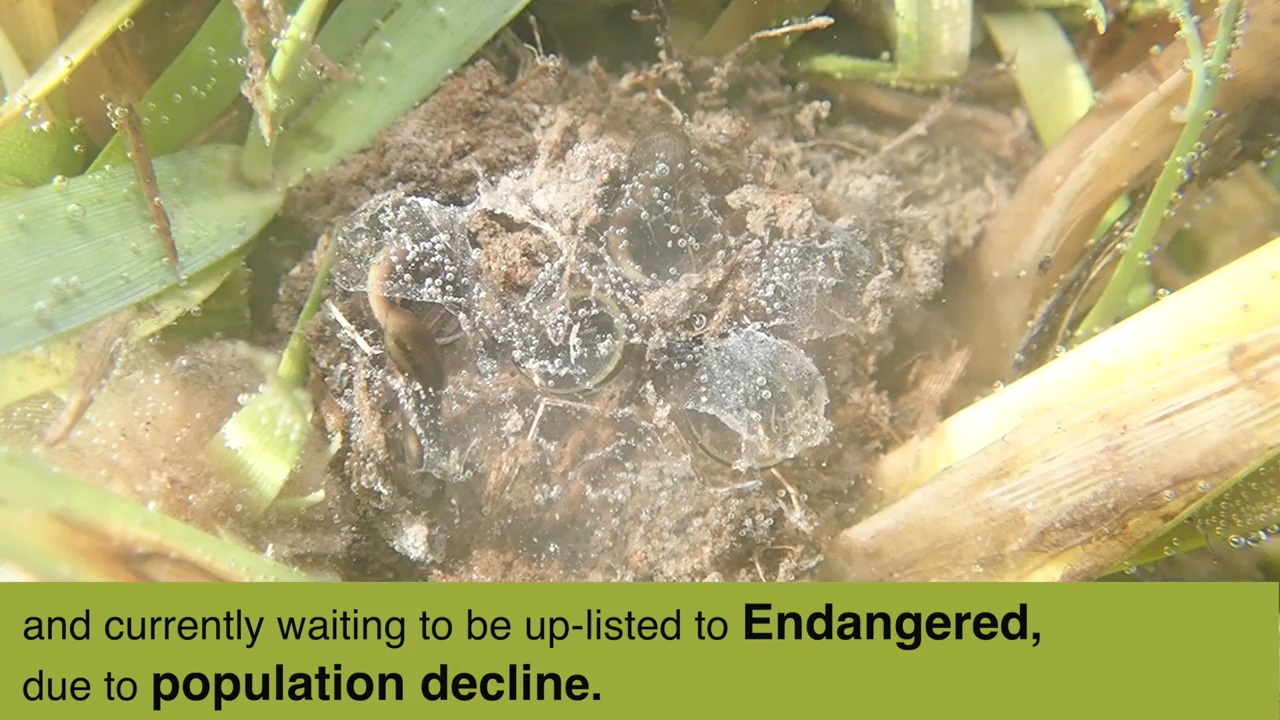 and currently waiting to be up-listed to Endangered,
due to population decline.